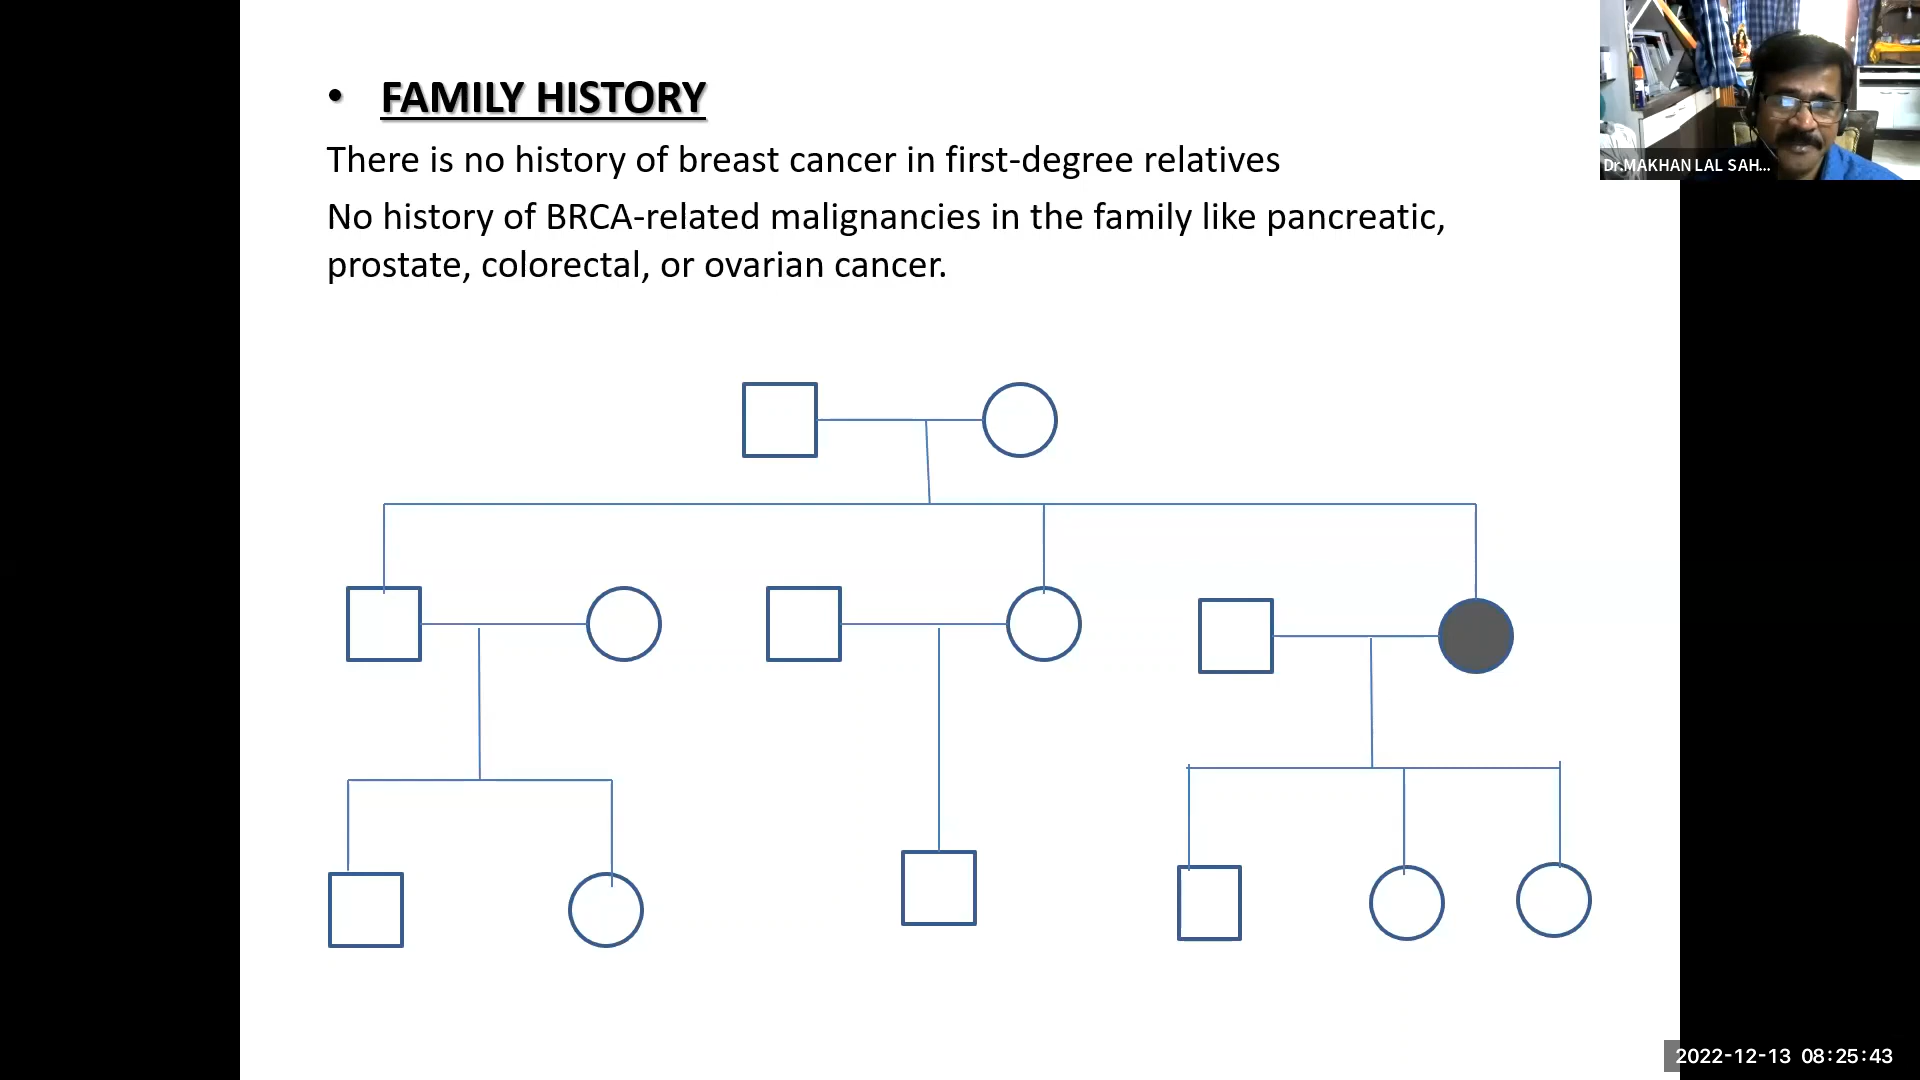 • FAMILY HISTORY
There is no history of breast cancer in first-degree relatives
No history of BRCA-related malignancies in the family like pancreatic,
prostate, colorectal, or ovarian cancer.
Dr.MAKHAN LAL SAH...
2022-12-13 08:25:43